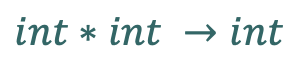 int * int → int